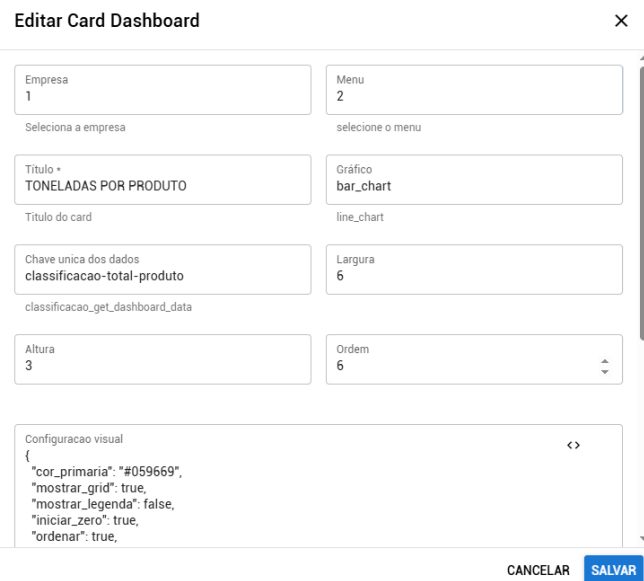 Editar Card Dashboard
Empresa
1
Seleciona a empresa
Menu
2
selecione o menu
Título *
TONELADAS POR PRODUTO
Titulo do card
Gráfico
bar_chart
line_chart
Chave unica dos dados
classificacao-total-produto
classificacao_get_dashboard_data
Largura
6
Altura
3
Ordem
6
Configuracao visual
{
"cor_primaria": "#059669",
"mostrar_grid": true,
"mostrar_legenda": false,
"iniciar_zero": true,
"ordenar": true,
CANCELAR
SALVAR